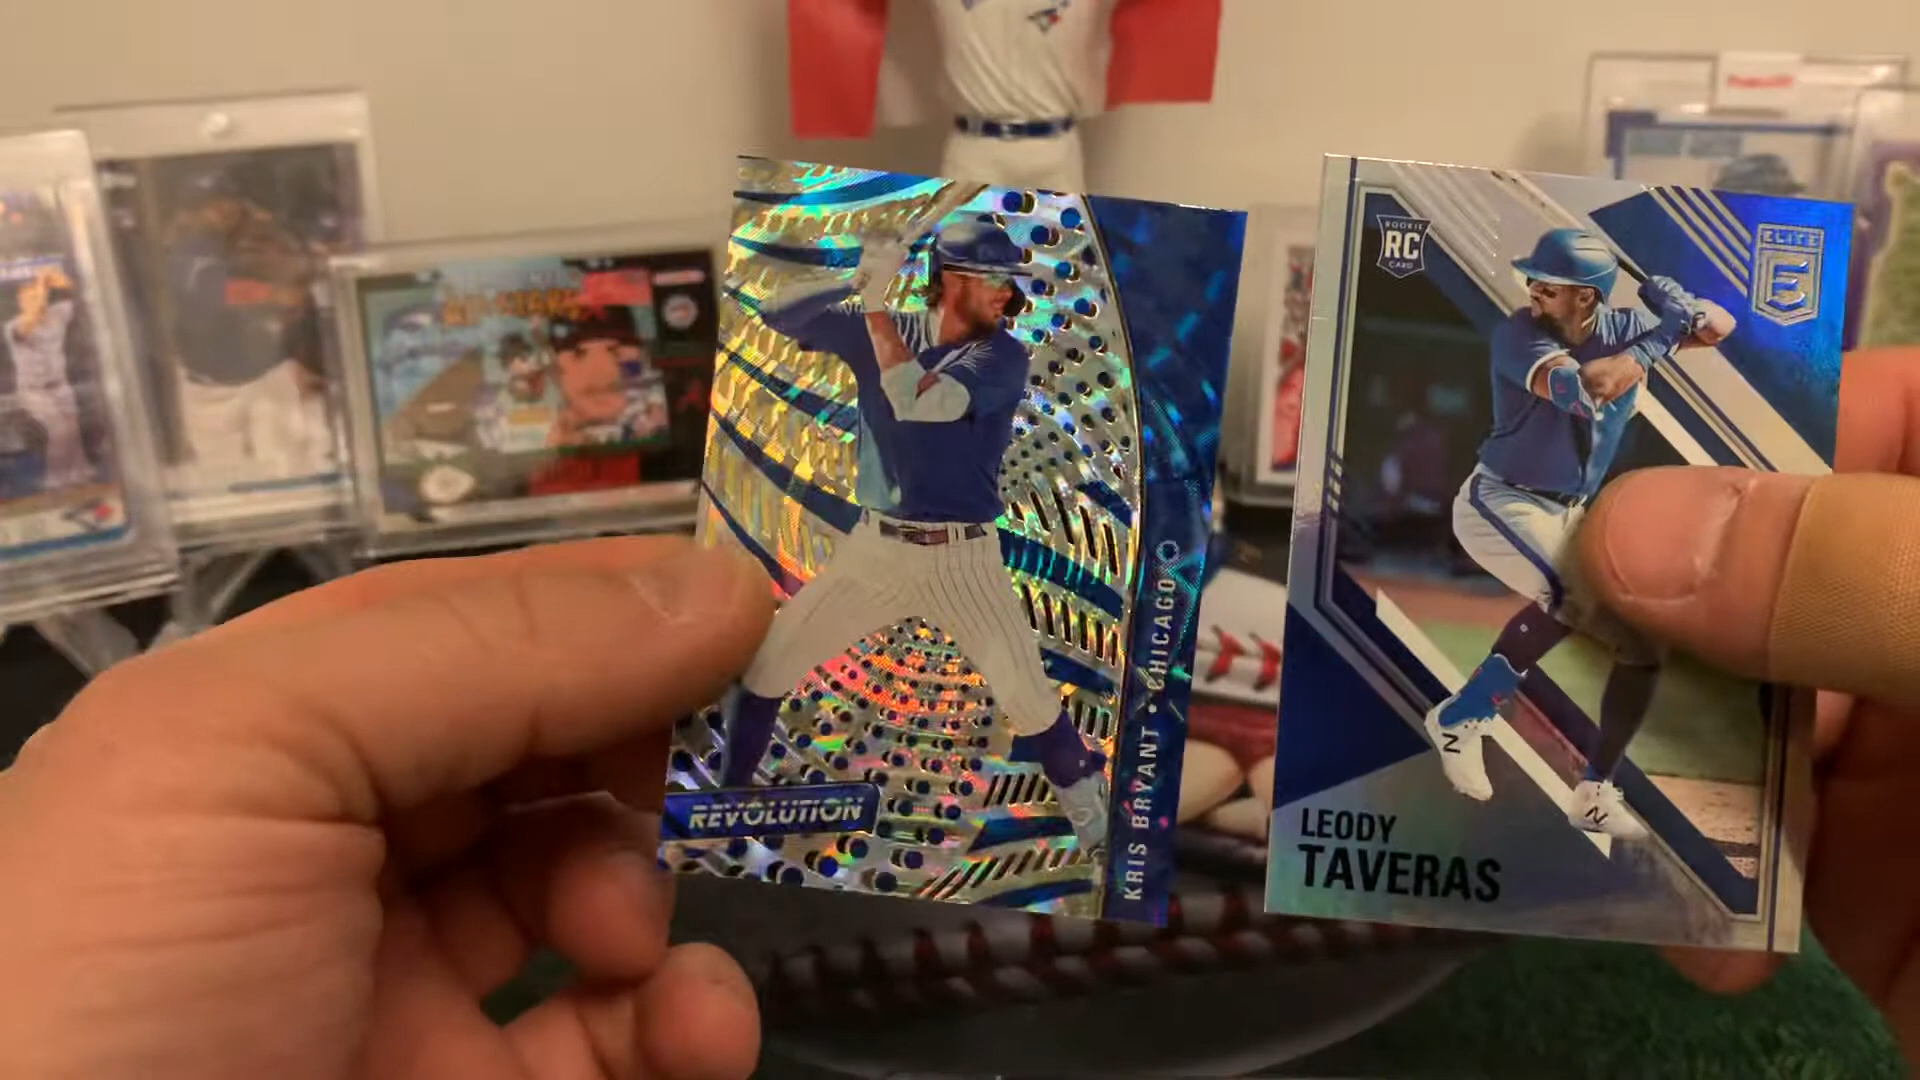 REVOLUTION
KRIS BRYANT • CHICAGO
ROOKIE
RC
CARD
ELITE
E
LEODY
TAVERAS
N
N